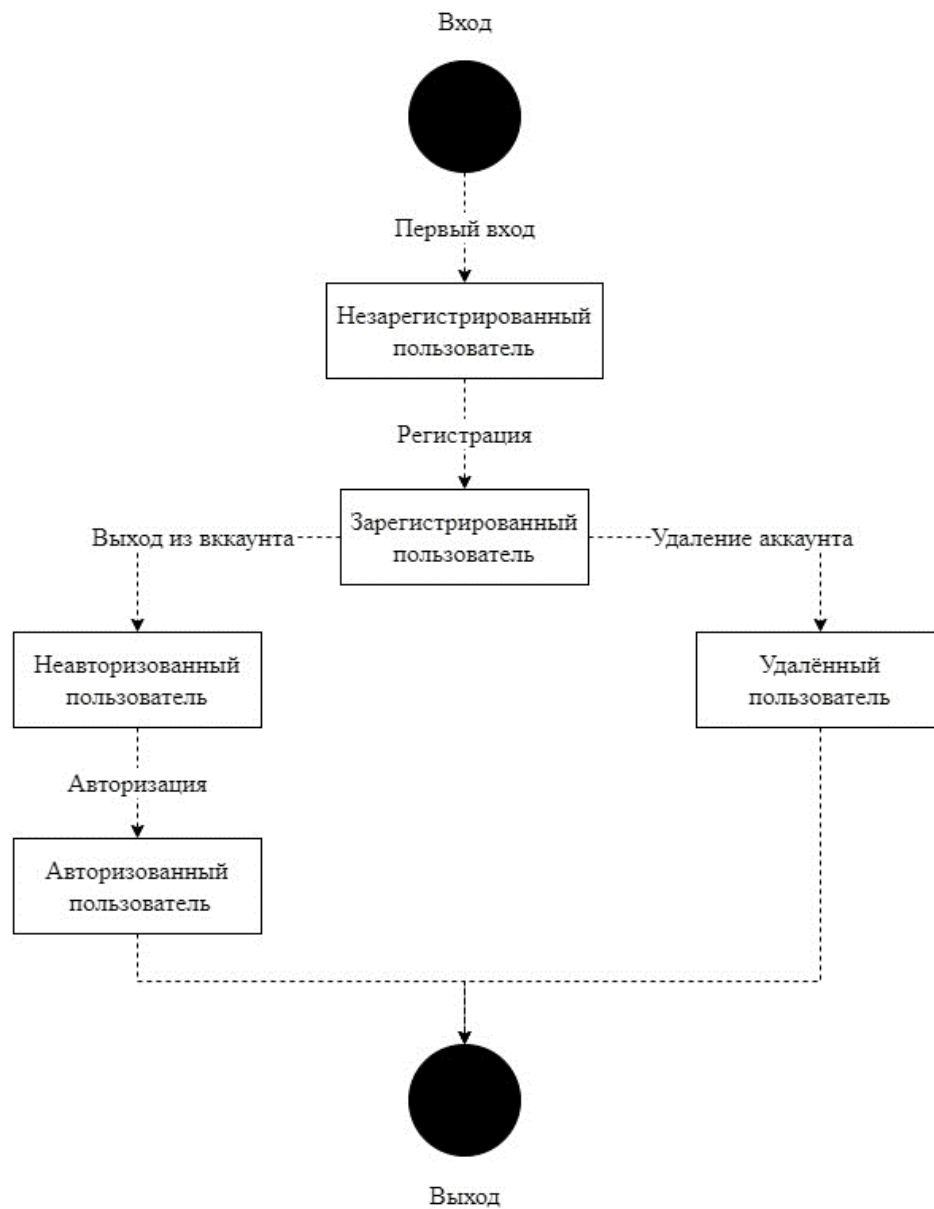 Вход
Первый вход
Незарегистрированный
пользователь
Регистрация
Зарегистрированный
пользователь
Выход из вккаунта
Удаление аккаунта
Неавторизованный
пользователь
Удалённый
пользователь
Авторизация
Авторизованный
пользователь
Выход